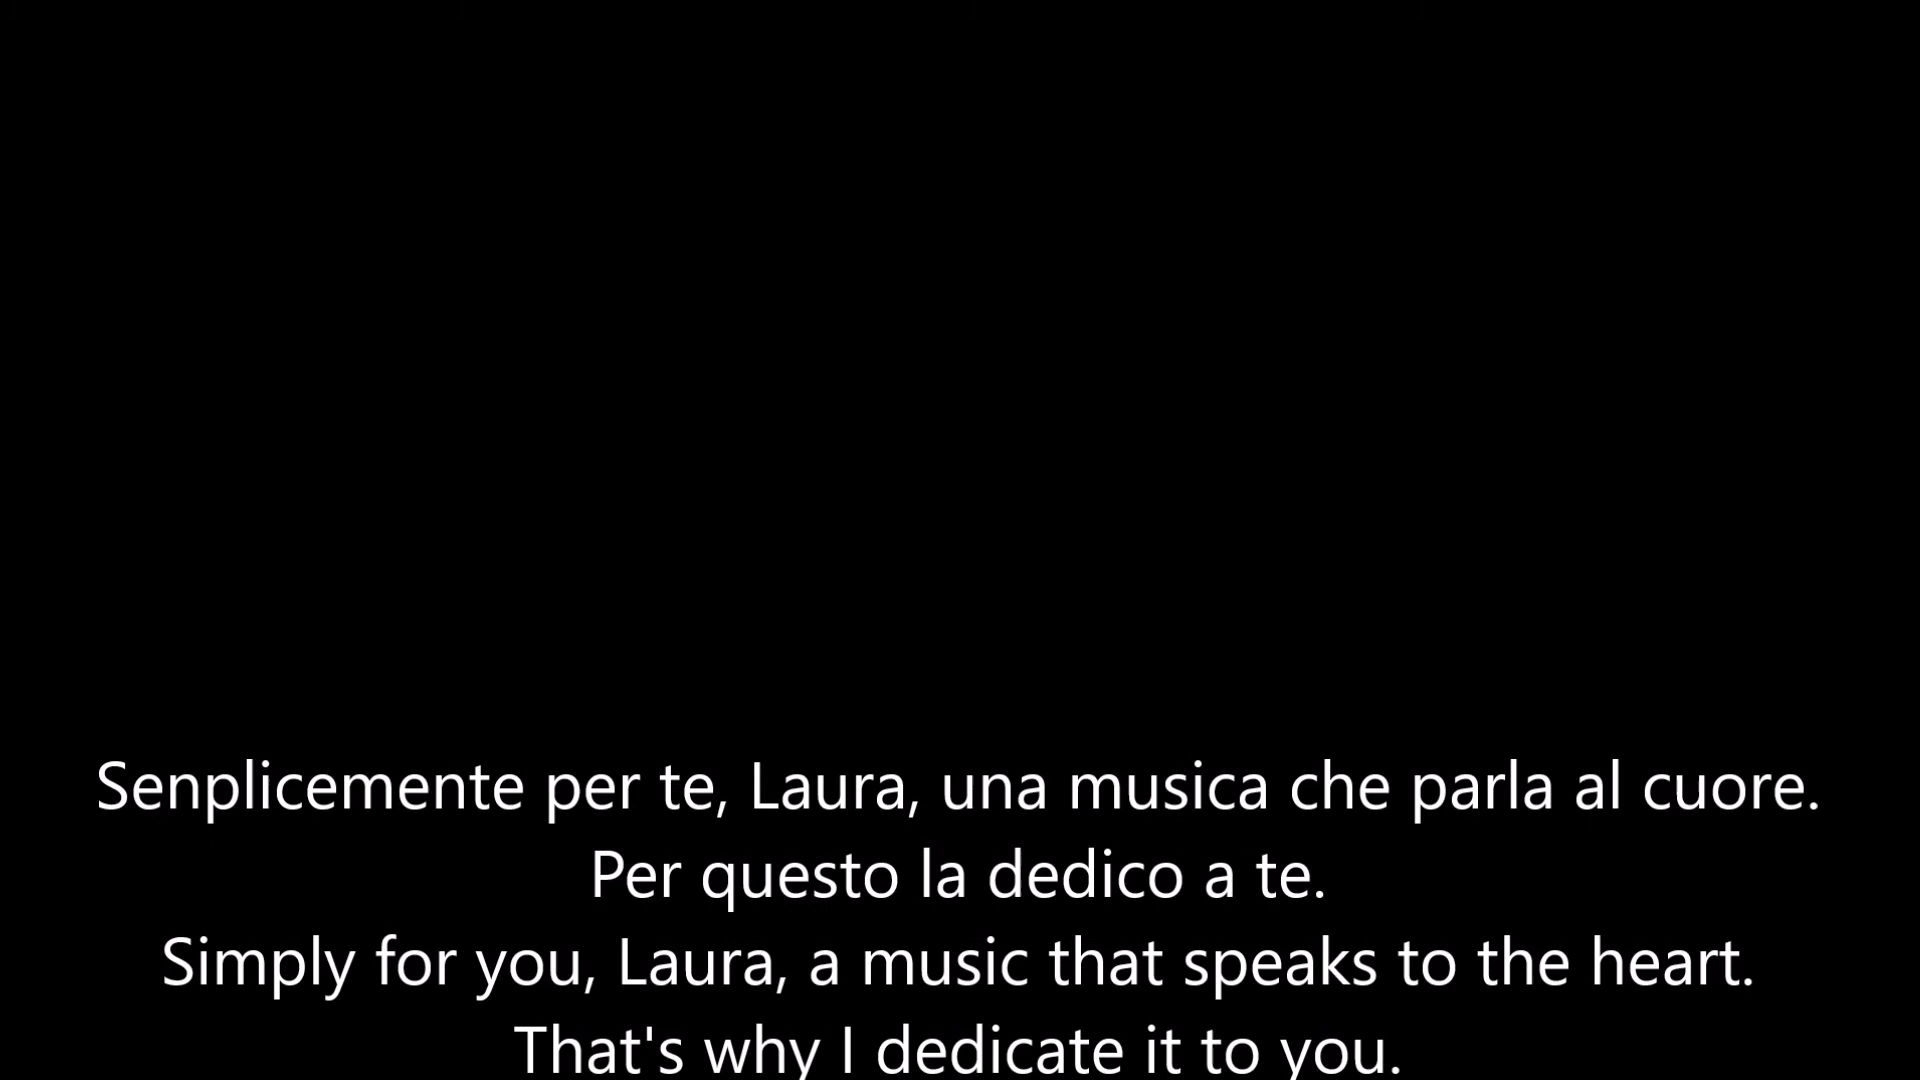 Senplicemente per te, Laura, una musica che parla al cuore.
Per questo la dedico a te.
Simply for you, Laura, a music that speaks to the heart.
That's why I dedicate it to you.